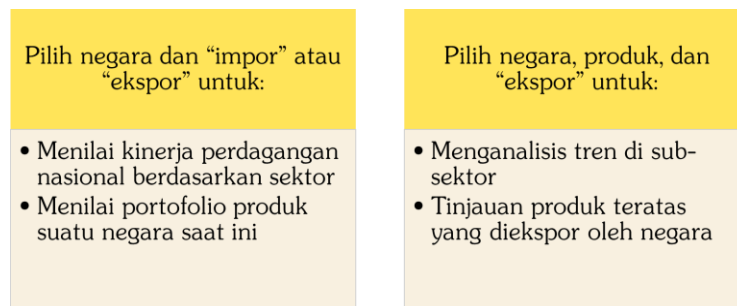 Pilih negara dan “impor” atau
“ekspor” untuk:
• Menilai kinerja perdagangan
nasional berdasarkan sektor
• Menilai portofolio produk
suatu negara saat ini
Pilih negara, produk, dan
“ekspor” untuk:
• Menganalisis tren di sub-
sektor
• Tinjauan produk teratas
yang diekspor oleh negara